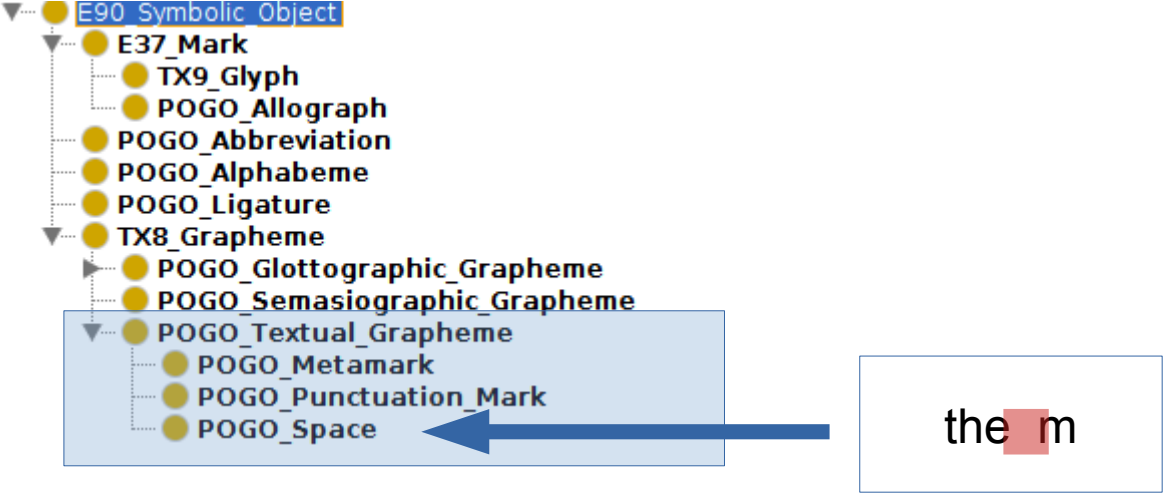 E90_Symbolic_Object
E37_Mark
TX9_Glyph
POGO_Allograph
POGO_Abbreviation
POGO_Alphabeme
POGO_Ligature
TX8_Grapheme
POGO_Glottographic_Grapheme
POGO_Semasiographic_Grapheme
POGO_Textual_Grapheme
POGO_Metamark
POGO_Punctuation_Mark
POGO_Space
the m